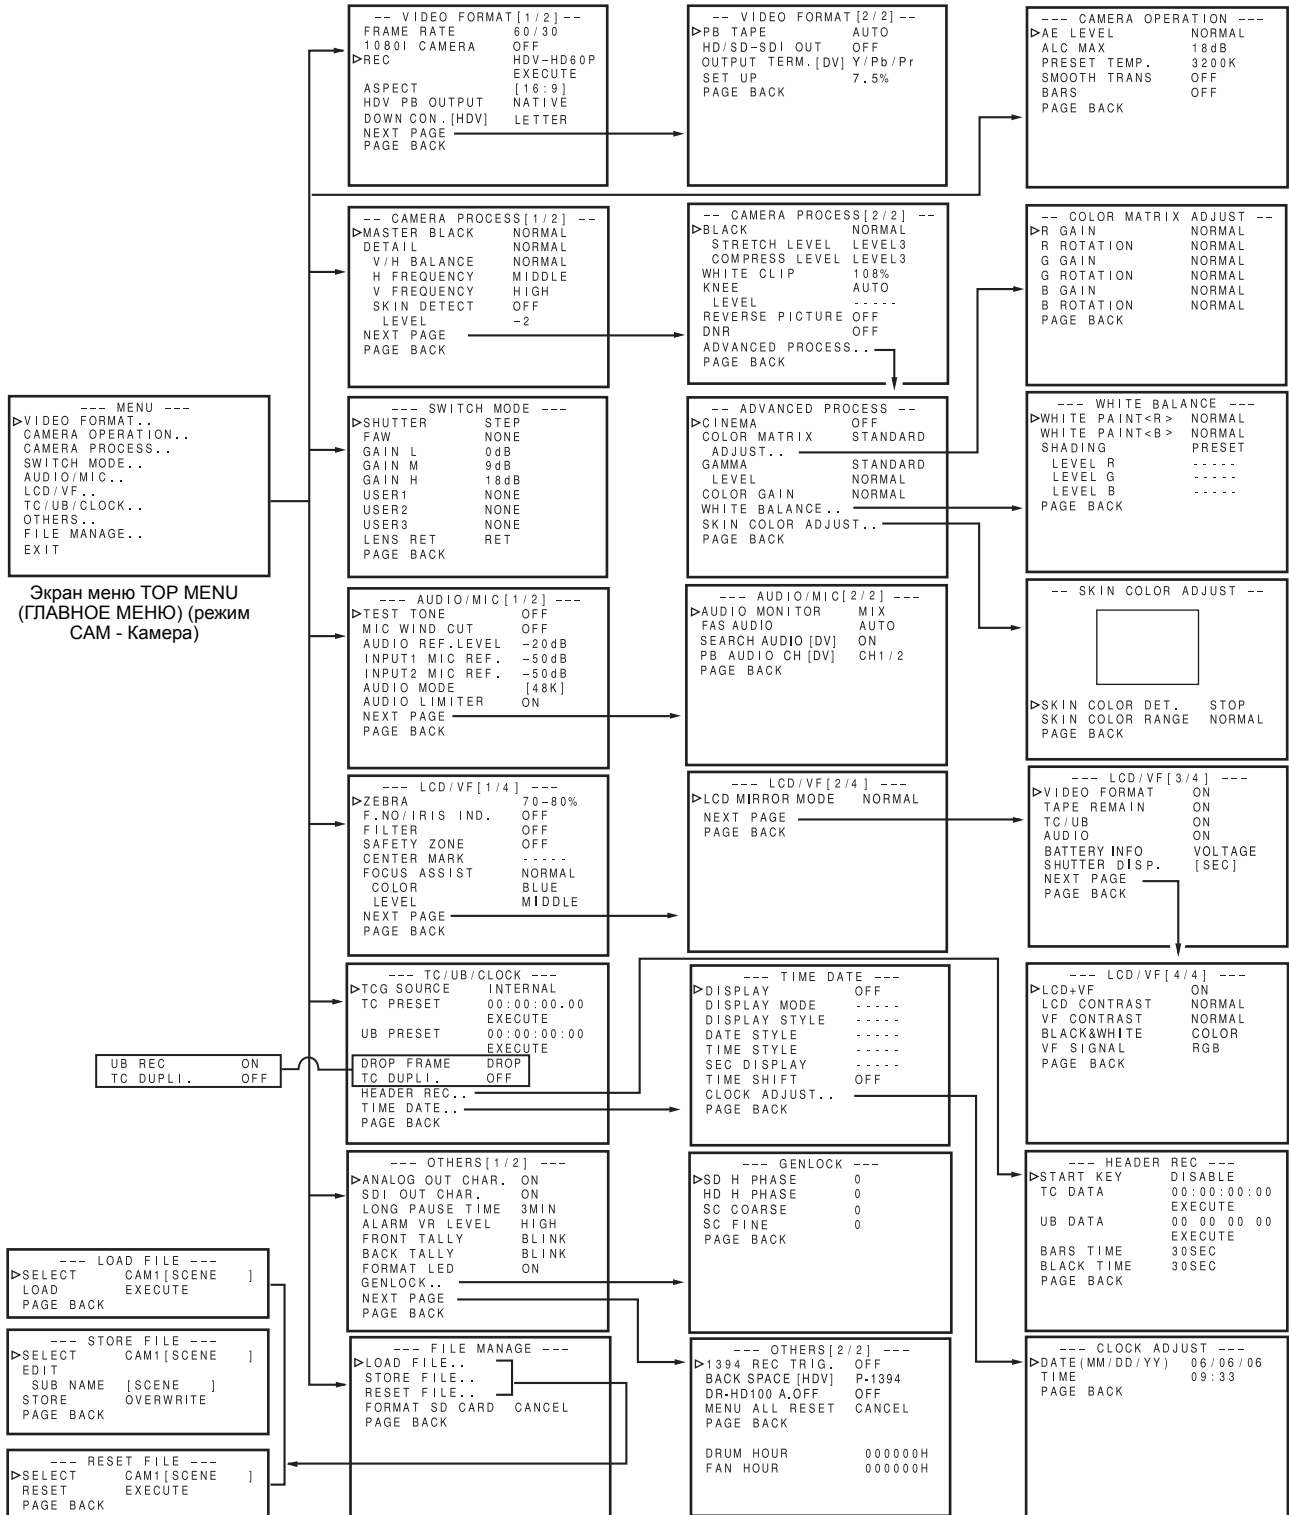 -- VIDEO FORMAT[1/2] --
FRAME RATE 60/30
1080I CAMERA OFF
▷REC HDV-HD60P
EXECUTE
ASPECT [16:9]
HDV PB OUTPUT NATIVE
DOWN CON.[HDV] LETTER
NEXT PAGE
PAGE BACK
-- VIDEO FORMAT[2/2] --
▷PB TAPE AUTO
HD/SD-SDI OUT OFF
OUTPUT TERM.[DV] Y/Pb/Pr
SET UP 7.5%
PAGE BACK
--- CAMERA OPERATION ---
▷AE LEVEL NORMAL
ALC MAX 18dB
PRESET TEMP. 3200K
SMOOTH TRANS OFF
BARS OFF
PAGE BACK
-- CAMERA PROCESS[1/2] --
▷MASTER BLACK NORMAL
DETAIL NORMAL
V/H BALANCE NORMAL
H FREQUENCY MIDDLE
V FREQUENCY HIGH
SKIN DETECT OFF
LEVEL -2
NEXT PAGE
PAGE BACK
-- CAMERA PROCESS[2/2] --
▷BLACK NORMAL
STRETCH LEVEL LEVEL3
COMPRESS LEVEL LEVEL3
WHITE CLIP 108%
KNEE AUTO
LEVEL -----
REVERSE PICTURE OFF
DNR OFF
ADVANCED PROCESS..
PAGE BACK
-- COLOR MATRIX ADJUST --
▷R GAIN NORMAL
R ROTATION NORMAL
G GAIN NORMAL
G ROTATION NORMAL
B GAIN NORMAL
B ROTATION NORMAL
PAGE BACK
--- MENU ---
▷VIDEO FORMAT..
CAMERA OPERATION..
CAMERA PROCESS..
SWITCH MODE..
AUDIO/MIC..
LCD/VF..
TC/UB/CLOCK..
OTHERS..
FILE MANAGE..
EXIT
Экран меню TOP MENU
(ГЛАВНОЕ МЕНЮ) (режим
CAM - Камера)
--- SWITCH MODE ---
▷SHUTTER STEP
FAW NONE
GAIN L 0dB
GAIN M 9dB
GAIN H 18dB
USER1 NONE
USER2 NONE
USER3 NONE
LENS RET RET
PAGE BACK
-- ADVANCED PROCESS --
▷CINEMA OFF
COLOR MATRIX STANDARD
ADJUST..
GAMMA STANDARD
LEVEL NORMAL
COLOR GAIN NORMAL
WHITE BALANCE..
SKIN COLOR ADJUST..
PAGE BACK
--- WHITE BALANCE ---
▷WHITE PAINT<R> NORMAL
WHITE PAINT<B> NORMAL
SHADING PRESET
LEVEL R -----
LEVEL G -----
LEVEL B -----
PAGE BACK
--- AUDIO/MIC[1/2] ---
▷TEST TONE OFF
MIC WIND CUT OFF
AUDIO REF.LEVEL -20dB
INPUT1 MIC REF. -50dB
INPUT2 MIC REF. -50dB
AUDIO MODE [48K]
AUDIO LIMITER ON
NEXT PAGE
PAGE BACK
--- AUDIO/MIC[2/2] ---
▷AUDIO MONITOR MIX
FAS AUDIO AUTO
SEARCH AUDIO [DV] ON
PB AUDIO CH [DV] CH1/2
PAGE BACK
-- SKIN COLOR ADJUST --
▷SKIN COLOR DET. STOP
SKIN COLOR RANGE NORMAL
PAGE BACK
--- LCD/VF[1/4] ---
▷ZEBRA 70-80%
F.NO/IRIS IND. OFF
FILTER OFF
SAFETY ZONE OFF
CENTER MARK -----
FOCUS ASSIST NORMAL
COLOR BLUE
LEVEL MIDDLE
NEXT PAGE
PAGE BACK
--- LCD/VF[2/4] ---
▷LCD MIRROR MODE NORMAL
NEXT PAGE
PAGE BACK
--- LCD/VF[3/4] ---
▷VIDEO FORMAT ON
TAPE REMAIN ON
TC/UB ON
AUDIO ON
BATTERY INFO VOLTAGE
SHUTTER DISP. [SEC]
NEXT PAGE
PAGE BACK
--- TC/UB/CLOCK ---
▷TCG SOURCE INTERNAL
TC PRESET 00:00:00.00
EXECUTE
UB PRESET 00:00:00:00
EXECUTE
DROP FRAME DROP
TC DUPLI. OFF
HEADER REC..
TIME DATE..
PAGE BACK
UB REC ON
TC DUPLI. OFF
--- TIME DATE ---
▷DISPLAY OFF
DISPLAY MODE -----
DISPLAY STYLE -----
DATE STYLE -----
TIME STYLE -----
SEC DISPLAY -----
TIME SHIFT OFF
CLOCK ADJUST..
PAGE BACK
--- LCD/VF[4/4] ---
▷LCD+VF ON
LCD CONTRAST NORMAL
VF CONTRAST NORMAL
BLACK&WHITE COLOR
VF SIGNAL RGB
PAGE BACK
--- OTHERS[1/2] ---
▷ANALOG OUT CHAR. ON
SDI OUT CHAR. ON
LONG PAUSE TIME 3MIN
ALARM VR LEVEL HIGH
FRONT TALLY BLINK
BACK TALLY BLINK
FORMAT LED ON
GENLOCK..
NEXT PAGE
PAGE BACK
--- GENLOCK ---
▷SD H PHASE 0
HD H PHASE 0
SC COARSE 0
SC FINE 0
PAGE BACK
--- HEADER REC ---
▷START KEY DISABLE
TC DATA 00:00:00:00
EXECUTE
UB DATA 00 00 00 00
EXECUTE
BARS TIME 30SEC
BLACK TIME 30SEC
PAGE BACK
--- LOAD FILE ---
▷SELECT CAM1[SCENE ]
LOAD EXECUTE
PAGE BACK
--- STORE FILE ---
▷SELECT CAM1[SCENE ]
EDIT
SUB NAME [SCENE ]
STORE OVERWRITE
PAGE BACK
--- RESET FILE ---
▷SELECT CAM1[SCENE ]
RESET EXECUTE
PAGE BACK
--- FILE MANAGE ---
▷LOAD FILE..
STORE FILE..
RESET FILE..
FORMAT SD CARD CANCEL
PAGE BACK
--- OTHERS[2/2] ---
▷1394 REC TRIG. OFF
BACK SPACE [HDV] P-1394
DR-HD100 A.OFF OFF
MENU ALL RESET CANCEL
PAGE BACK
DRUM HOUR 000000H
FAN HOUR 000000H
--- CLOCK ADJUST ---
▷DATE(MM/DD/YY) 06/06/06
TIME 09:33
PAGE BACK